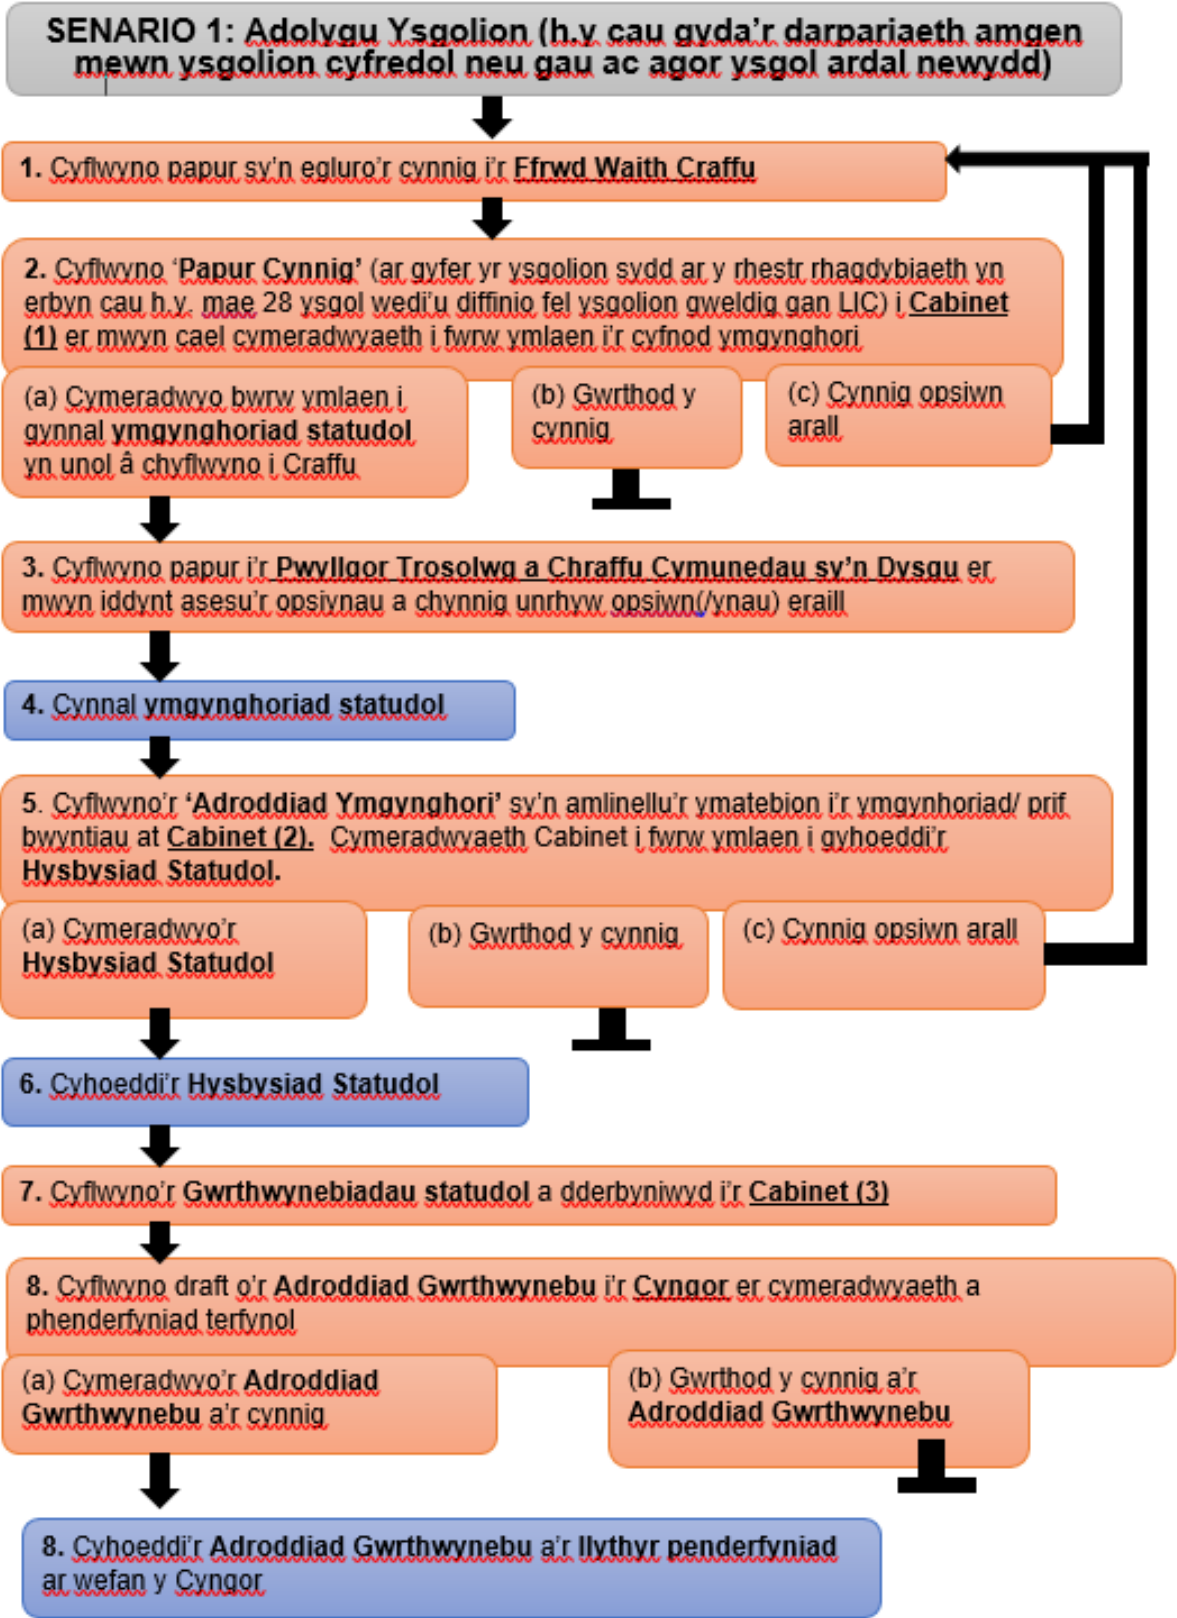 SENARIO 1: Adolygu Ysgolion (h.y cau gyda’r darpariaeth amgen
mewn ysgolion cyfredol neu gau ac agor ysgol ardal newydd)
1. Cyflwyno papur sy’n egluro’r cynnig i’r Ffrwd Waith Craffu
2. Cyflwyno ‘Papur Cynnig’ (ar gyfer yr ysgolion sydd ar y rhestr rhagdybiaeth yn
erbyn cau h.y. mae 28 ysgol wedi’u diffinio fel ysgolion gweldig gan LIC) i Cabinet
(1) er mwyn cael cymeradwyaeth i fwrw ymlaen i’r cyfnod ymgynghori
(a) Cymeradwyo bwrw ymlaen i
gynnal ymgynghoriad statudol
yn unol â chyflwyno i Craffu
(b) Gwrthod y
cynnig
(c) Cynnig opsiwn
arall
3. Cyflwyno papur i’r Pwyllgor Trosolwg a Chraffu Cymunedau sy’n Dysgu er
mwyn iddynt asesu’r opsiynau a chynnig unrhyw opsiwn(/ynau) eraill
4. Cynnal ymgynghoriad statudol
5. Cyflwyno’r ‘Adroddiad Ymgynghori’ sy’n amlinellu’r ymatebion i’r ymgynhoriad/ prif
bwyntiau at Cabinet (2). Cymeradwyaeth Cabinet i fwrw ymlaen i gyhoeddi’r
Hysbysiad Statudol.
(a) Cymeradwyo’r
Hysbysiad Statudol
(b) Gwrthod y cynnig
(c) Cynnig opsiwn arall
6. Cyhoeddi’r Hysbysiad Statudol
7. Cyflwyno’r Gwrthwynebiadau statudol a dderbyniwyd i’r Cabinet (3)
8. Cyflwyno draft o’r Adroddiad Gwrthwynebu i’r Cyngor er cymeradwyaeth a
phenderfyniad terfynol
(a) Cymeradwyo’r Adroddiad
Gwrthwynebu a’r cynnig
(b) Gwrthod y cynnig a’r
Adroddiad Gwrthwynebu
8. Cyhoeddi’r Adroddiad Gwrthwynebu a’r llythyr penderfyniad
ar wefan y Cyngor